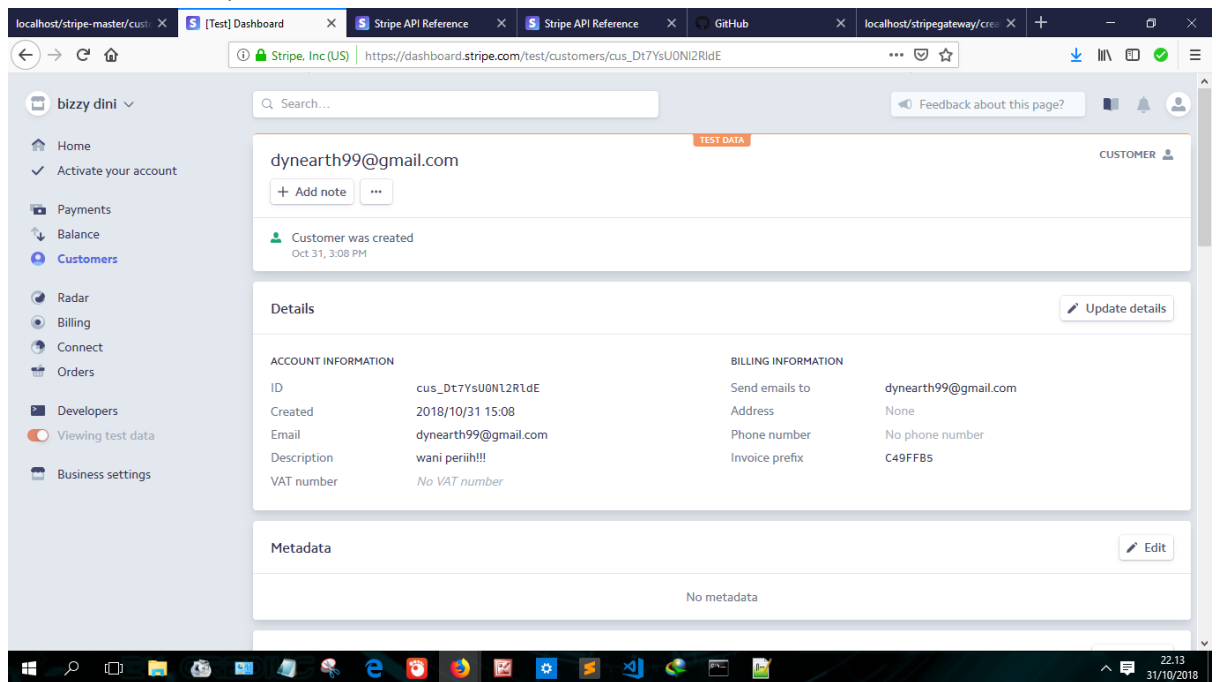 localhost/stripe-master/custo
[Test] Dashboard
Stripe API Reference
Stripe API Reference
GitHub
localhost/stripegateway/crea
Stripe, Inc (US) https://dashboard.stripe.com/test/customers/cus_Dt7YsU0Nl2RldE
bizzy dini
Search...
Feedback about this page?
Home
Activate your account
Payments
Balance
Customers
Radar
Billing
Connect
Orders
Developers
Viewing test data
Business settings
TEST DATA
dynearth99@gmail.com
CUSTOMER
+ Add note
Customer was created
Oct 31, 3:08 PM
Details
Update details
ACCOUNT INFORMATION
ID cus_Dt7YsU0Nl2RldE
Created 2018/10/31 15:08
Email dynearth99@gmail.com
Description wani periih!!!
VAT number No VAT number
BILLING INFORMATION
Send emails to dynearth99@gmail.com
Address None
Phone number No phone number
Invoice prefix C49FFB5
Metadata
Edit
No metadata
22.13
31/10/2018